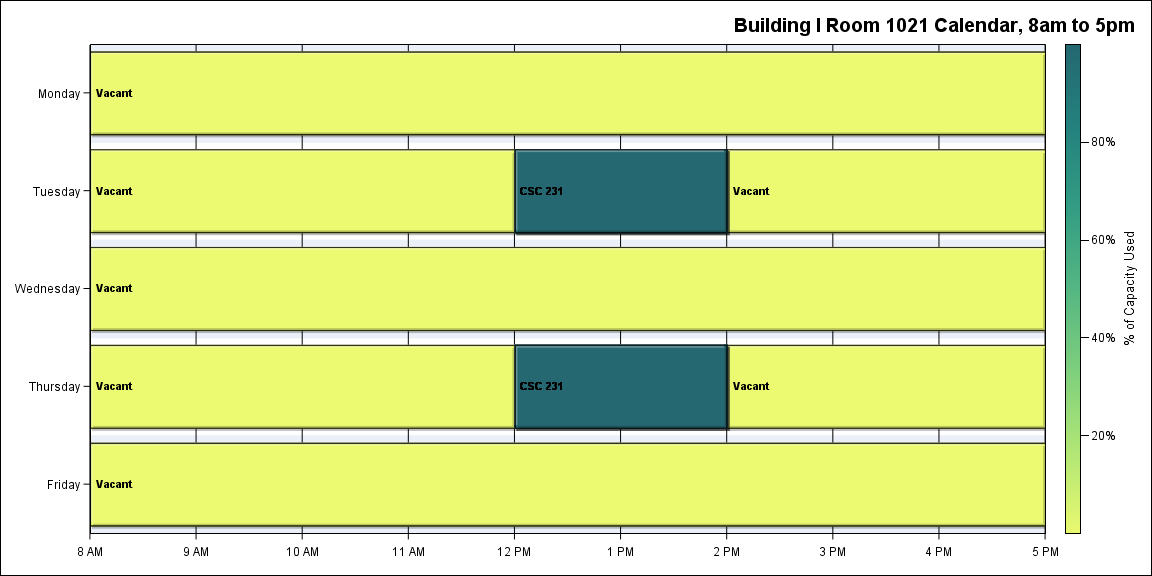 Building I Room 1021 Calendar, 8am to 5pm
Monday
Vacant
Tuesday
Vacant
CSC 231
Vacant
Wednesday
Vacant
Thursday
Vacant
CSC 231
Vacant
Friday
Vacant
8 AM 9 AM 10 AM 11 AM 12 PM 1 PM 2 PM 3 PM 4 PM 5 PM
80%
60%
40%
20%
% of Capacity Used